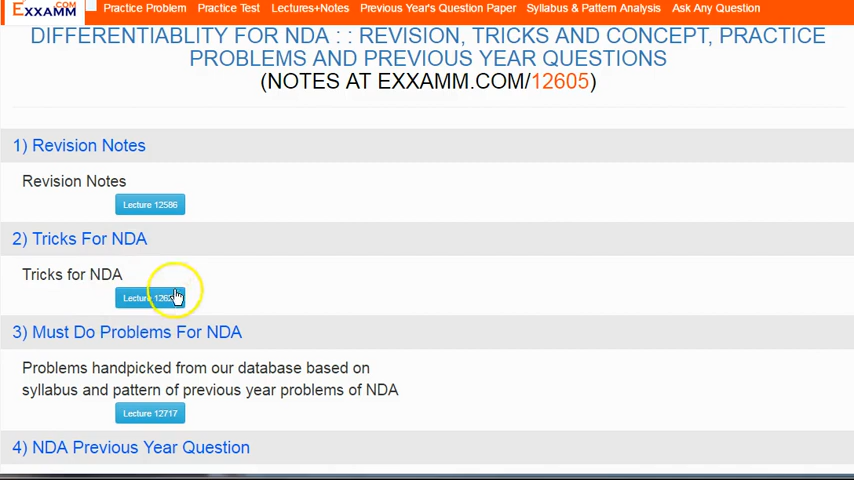 .COM
EXXAMM
Practice Problem Practice Test Lectures+Notes Previous Year's Question Paper Syllabus & Pattern Analysis Ask Any Question
DIFFERENTIABLITY FOR NDA : : REVISION, TRICKS AND CONCEPT, PRACTICE
PROBLEMS AND PREVIOUS YEAR QUESTIONS
(NOTES AT EXXAMM.COM/12605)
1) Revision Notes
Revision Notes
Lecture 12586
2) Tricks For NDA
Tricks for NDA
Lecture
3) Must Do Problems For NDA
Problems handpicked from our database based on
syllabus and pattern of previous year problems of NDA
Lecture 12717
4) NDA Previous Year Question